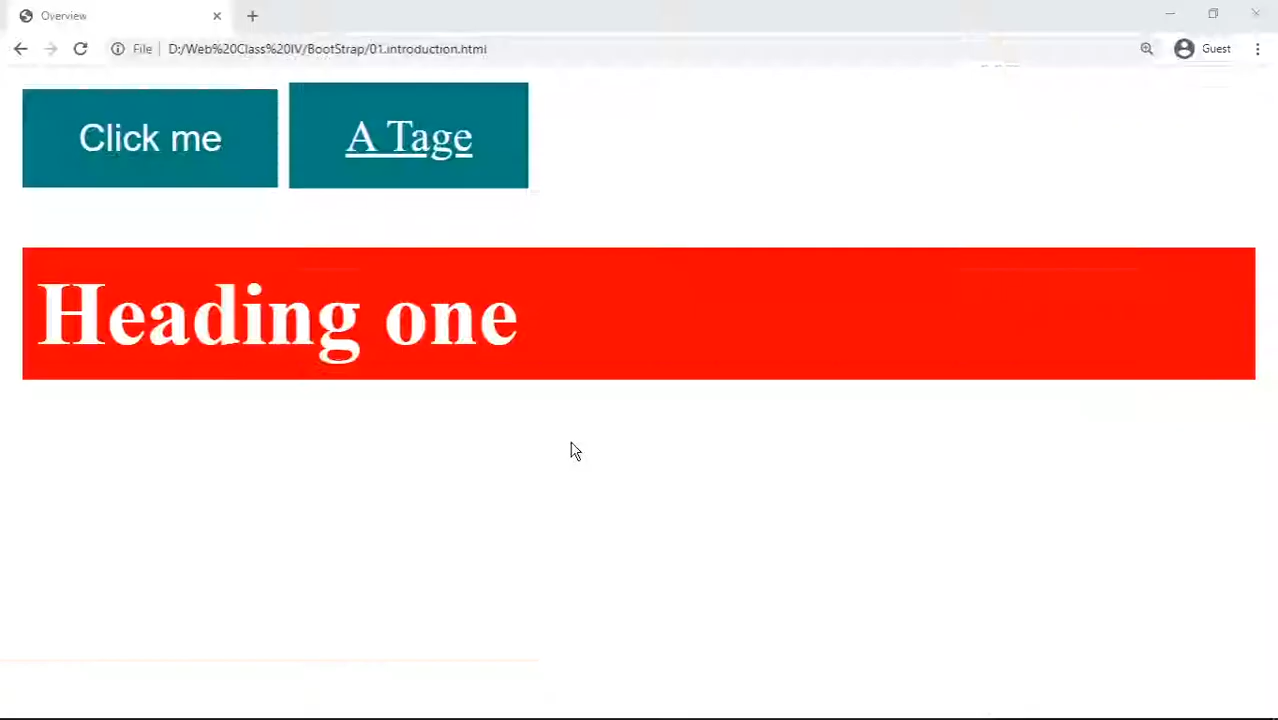 Overview
File D:/Web%20Class%20IV/BootStrap/01.introduction.html Guest
Click me A Tage
Heading one